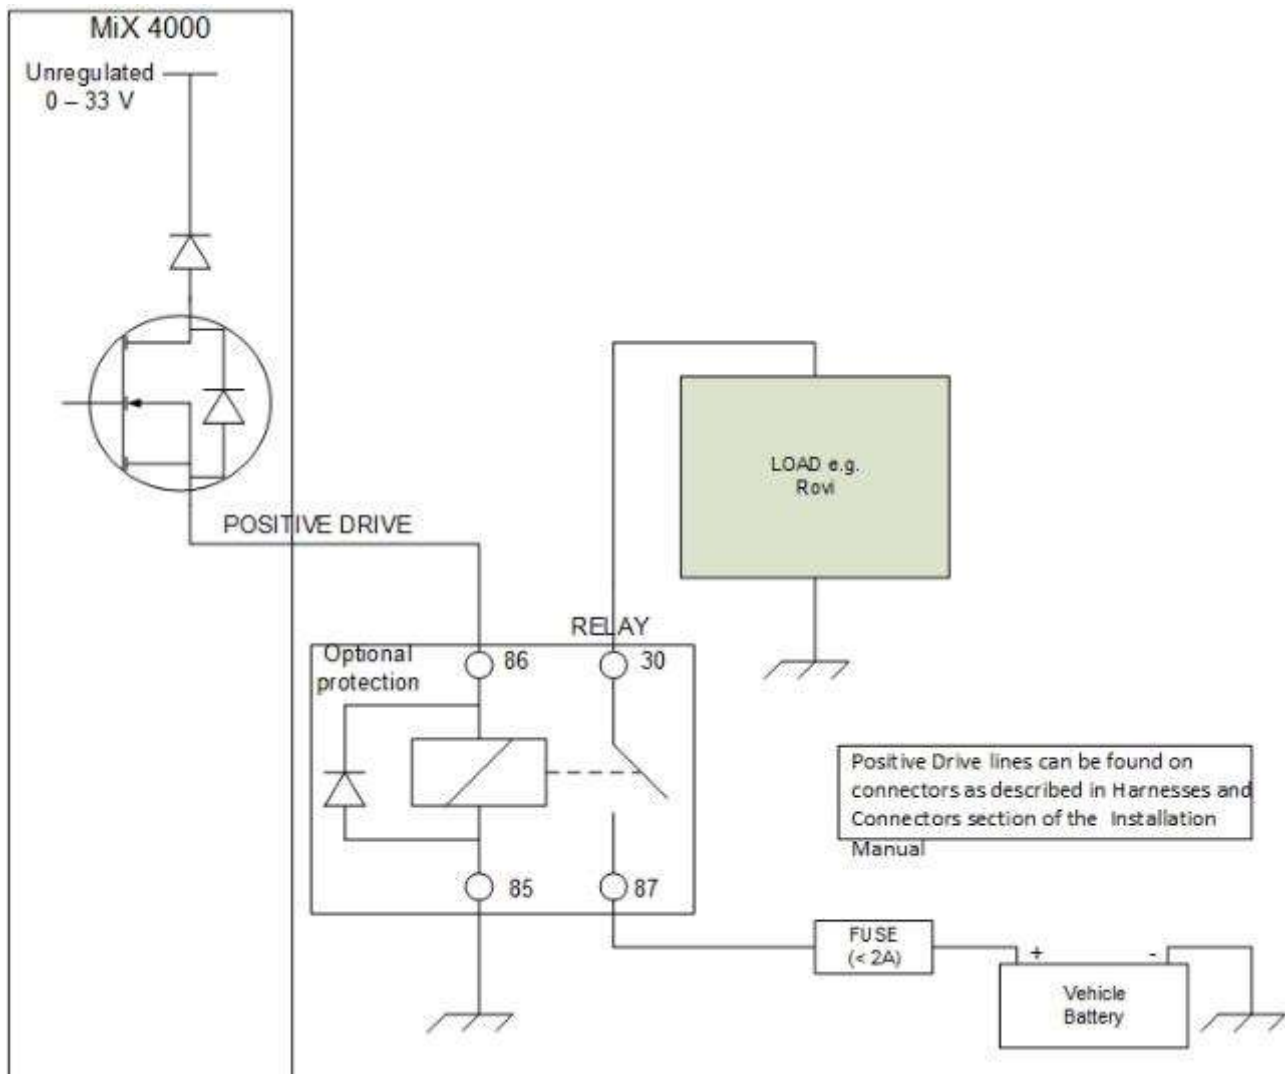 MiX 4000
Unregulated
0 – 33 V
POSITIVE DRIVE
LOAD e.g.
Rovi
RELAY
Optional
protection
86
30
85
87
Positive Drive lines can be found on
connectors as described in Harnesses and
Connectors section of the Installation
Manual
FUSE
(< 2A)
+
-
Vehicle
Battery